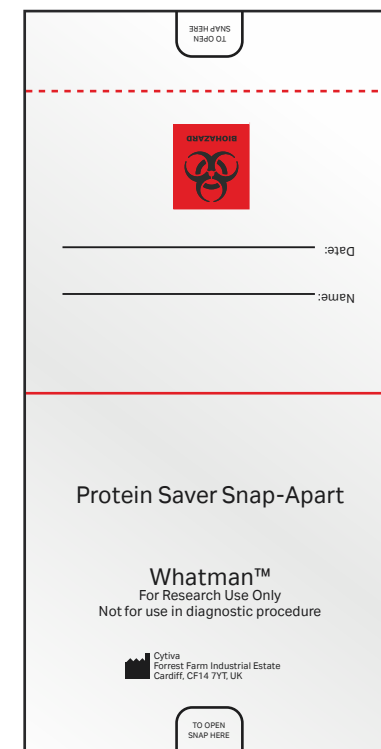 TO OPEN
SNAP HERE
BIOHAZARD
Date:
Name:
Protein Saver Snap-Apart
Whatman™
For Research Use Only
Not for use in diagnostic procedure
Cytiva
Forrest Farm Industrial Estate
Cardiff, CF14 7YT, UK
TO OPEN
SNAP HERE